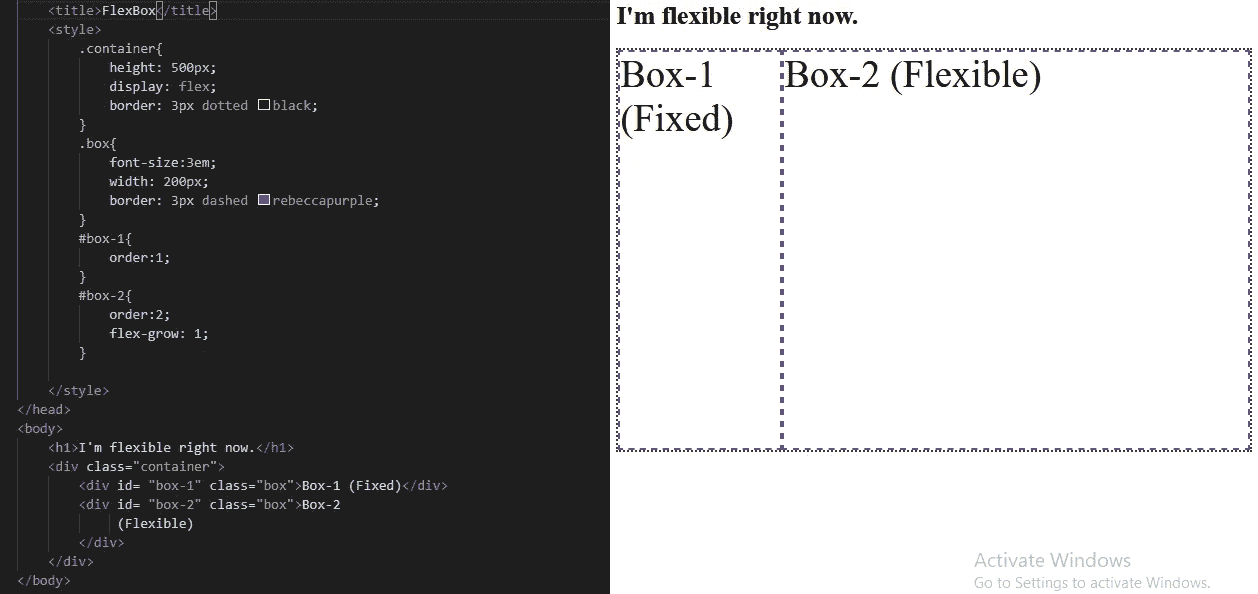 <title>FlexBox</title>
<style>
.container{
height: 500px;
display: flex;
border: 3px dotted black;
}
.box{
font-size:3em;
width: 200px;
border: 3px dashed rebeccapurple;
}
#box-1{
order:1;
}
#box-2{
order:2;
flex-grow: 1;
}
</style>
</head>
<body>
<h1>I'm flexible right now.</h1>
<div class="container">
<div id= "box-1" class="box">Box-1 (Fixed)</div>
<div id= "box-2" class="box">Box-2
(Flexible)
</div>
</div>
</body>
I'm flexible right now.
Box-1
(Fixed)
Box-2 (Flexible)
Activate Windows
Go to Settings to activate Windows.